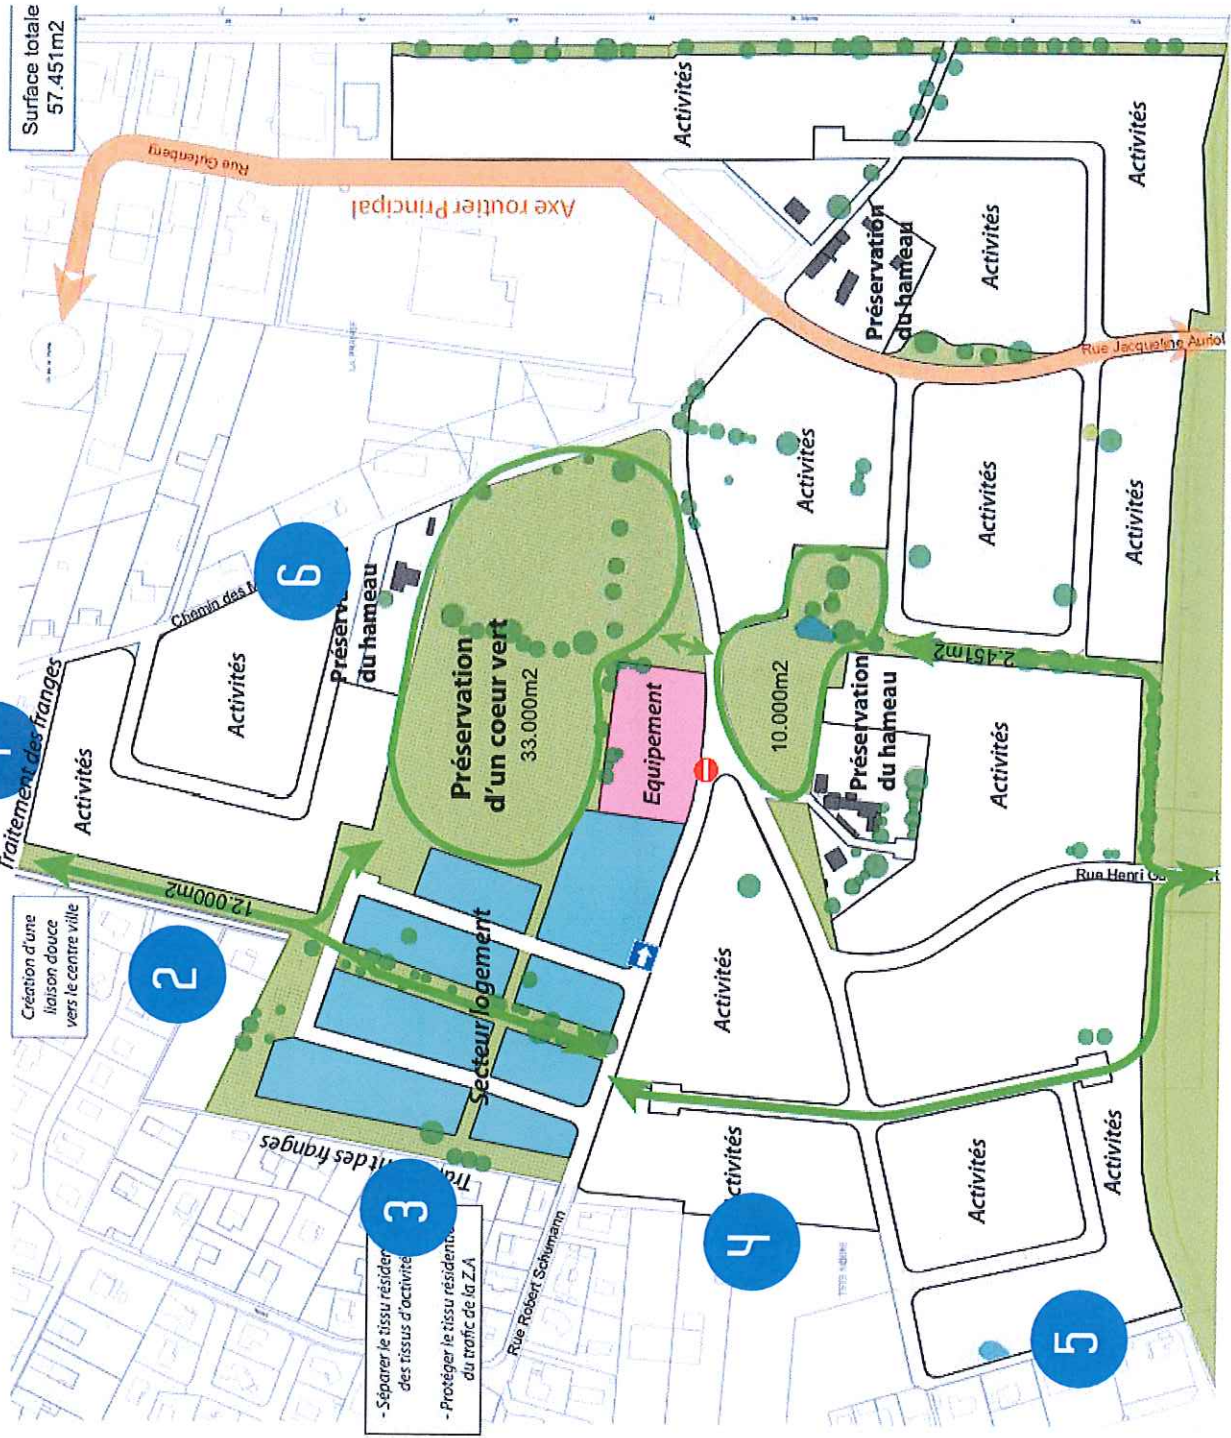 Surface totale
57.451m2
Rue Gutenberg
Axe routier Principal
Activités
Activités
Préservation
du hameau
Activités
Rue Jacqueline Auriol
Activités
Activités
Activités
Chemin des
6
Préserv
du hameau
Activités
Traitement des franges
Activités
Préservation
d'un coeur vert
33.000m2
Equipement
10.000m2
2.451m2
Préservation
du hameau
Activités
Rue Henri
12.000m2
Création d'une
liaison douce
vers le centre ville
2
Secteur logement
Activités
des franges
3
- Séparer le tissu résiden
des tissus d'activité
- Protéger le tissu résident
du trafic de la Z.A
Rue Robert Schumann
ctivités
4
Activités
Activités
5